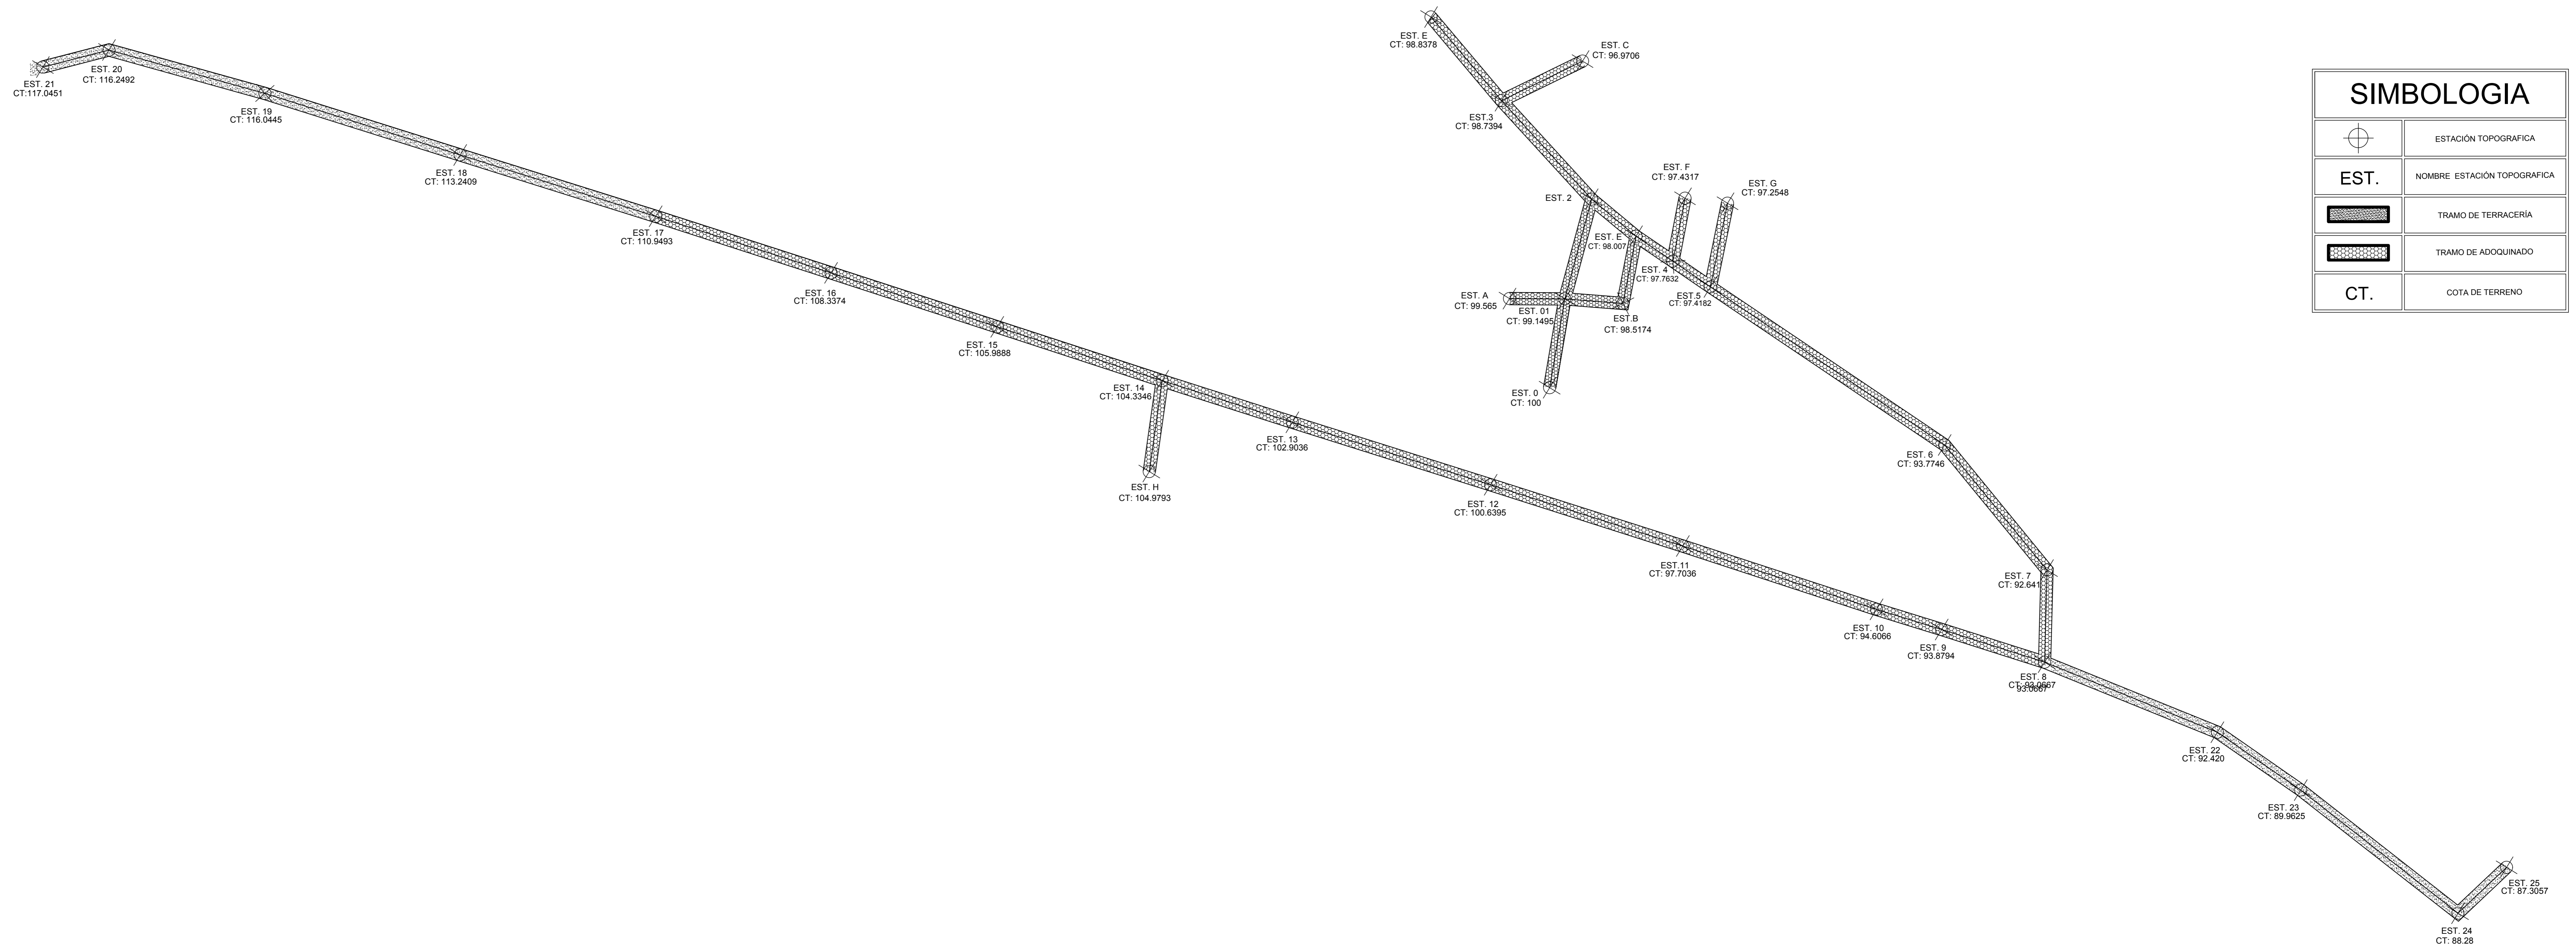 EST. E
CT: 98.8378
EST. C
CT: 96.9706
EST. 21
CT:117.0451
EST. 20
CT: 116.2492
EST. 19
CT: 116.0445
EST. 18
CT: 113.2409
EST. 17
CT: 110.9493
EST. 16
CT: 108.3374
EST. 15
CT: 105.9888
EST. 14
CT: 104.3346
EST. H
CT: 104.9793
EST. 13
CT: 102.9036
EST. 12
CT: 100.6395
EST.11
CT: 97.7036
EST. 10
CT: 94.6066
EST. 9
CT: 93.8794
EST. 8
CT: 93.0667
93.0667
EST.3
CT: 98.7394
EST. F
CT: 97.4317
EST. G
CT: 97.2548
EST. 2
EST. E
CT: 98.007
EST. 4
CT: 97.7632
EST.5
CT: 97.4182
EST. A
CT: 99.565
EST. 01
CT: 99.1495
EST.B
CT: 98.5174
EST. 0
CT: 100
EST. 6
CT: 93.7746
EST. 7
CT: 92.641
EST. 22
CT: 92.420
EST. 23
CT: 89.9625
EST. 25
CT: 87.3057
EST. 24
CT: 88.28
SIMBOLOGIA
ESTACIÓN TOPOGRAFICA
EST.
NOMBRE ESTACIÓN TOPOGRAFICA
TRAMO DE TERRACERÍA
TRAMO DE ADOQUINADO
CT.
COTA DE TERRENO